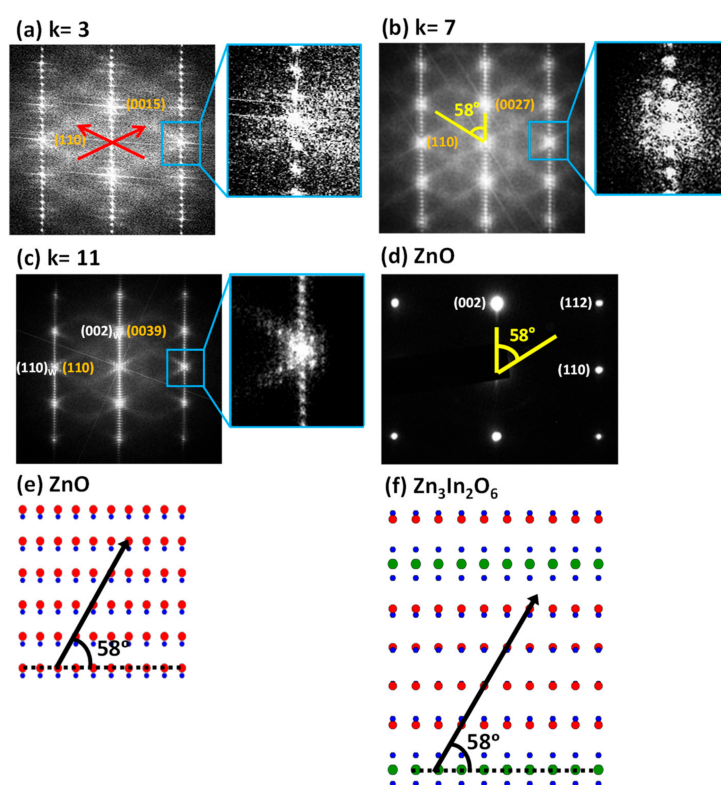 (a) k= 3
(0015)
(110)
(b) k= 7
58°
(0027)
(110)
(c) k= 11
(002)w (0039)
(110)w (110)
(d) ZnO
(002)
(112)
58°
(110)
(e) ZnO
58°
(f) Zn₃In₂O₆
58°